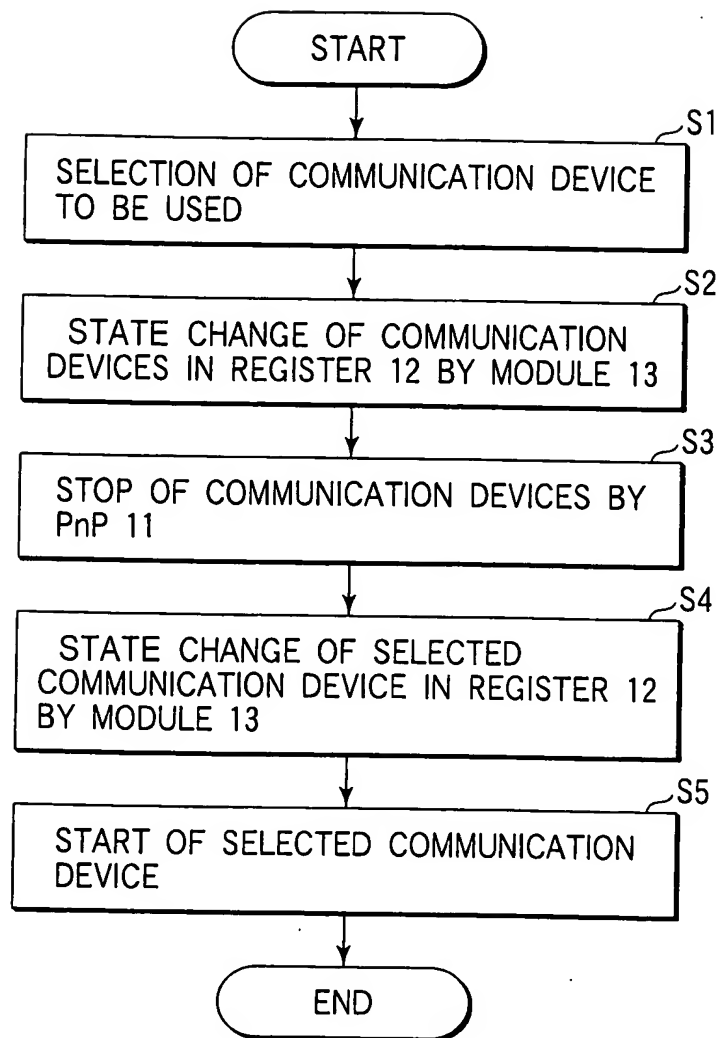 START
S1
SELECTION OF COMMUNICATION DEVICE
TO BE USED
S2
STATE CHANGE OF COMMUNICATION
DEVICES IN REGISTER 12 BY MODULE 13
S3
STOP OF COMMUNICATION DEVICES BY
PnP 11
S4
STATE CHANGE OF SELECTED
COMMUNICATION DEVICE IN REGISTER 12
BY MODULE 13
S5
START OF SELECTED COMMUNICATION
DEVICE
END